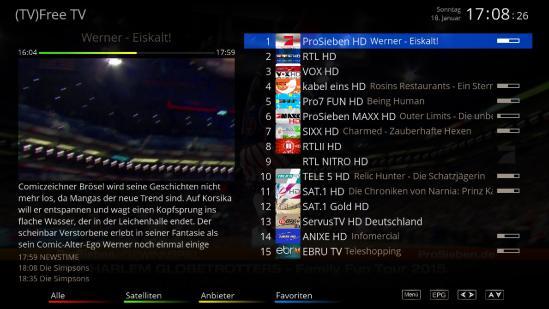 (TV)Free TV
Sonntag
18. Januar
17:08:26
Werner - Eiskalt!
16:04 17:59
Comiczeichner Brösel wird seine Geschichten nicht
mehr los, da Mangas der neue Trend sind. Auf Korsika
will er entspannen und wagt einen Kopfsprung ins
flache Wasser, der in der Leichenhalle endet. Der
scheinbar Verstorbene erlebt in seiner Fantasie als
sein Comic-Alter-Ego Werner noch einmal einige
17:59 NEWSTIME
18:08 Die Simpsons
18:35 Die Simpsons
1 ProSieben HD Werner - Eiskalt!
2 RTL HD
3 VOX HD
4 kabel eins HD Rosins Restaurants - Ein Stern
5 Pro7 FUN HD Being Human
6 ProSieben MAXX HD Outer Limits - Die unbe
7 SIXX HD Charmed - Zauberhafte Hexen
8 RTLII HD
9 RTL NITRO HD
10 TELE 5 HD Relic Hunter - Die Schatzjägerin
11 SAT.1 HD Die Chroniken von Narnia: Prinz Ka
12 SAT.1 Gold HD
13 ServusTV HD Deutschland
14 ANIXE HD Infomercial
15 EBRU TV Teleshopping
ProSieben.de
HARLEM GLOBETROTTERS - Family Fun Tour 2015
Alle Satelliten Anbieter Favoriten
Menü EPG